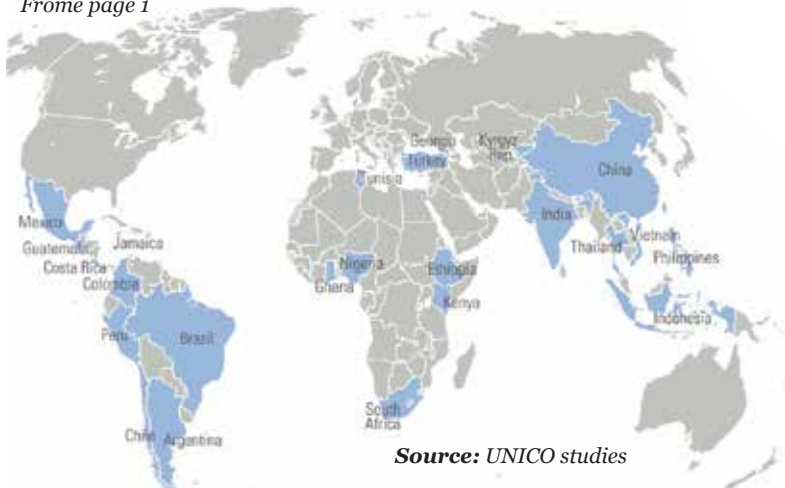 Frome page 1
Georgia
Kyrgyz
Rep.
Turkey
China
Tunisia
Mexico
India
Guatemala
Jamaica
Vietnam
Thailand
Philippines
Costa Rica
Colombia
Nigeria
Ethiopia
Ghana
Kenya
Indonesia
Peru
Brazil
South
Africa
Chile
Argentina
Source: UNICO studies